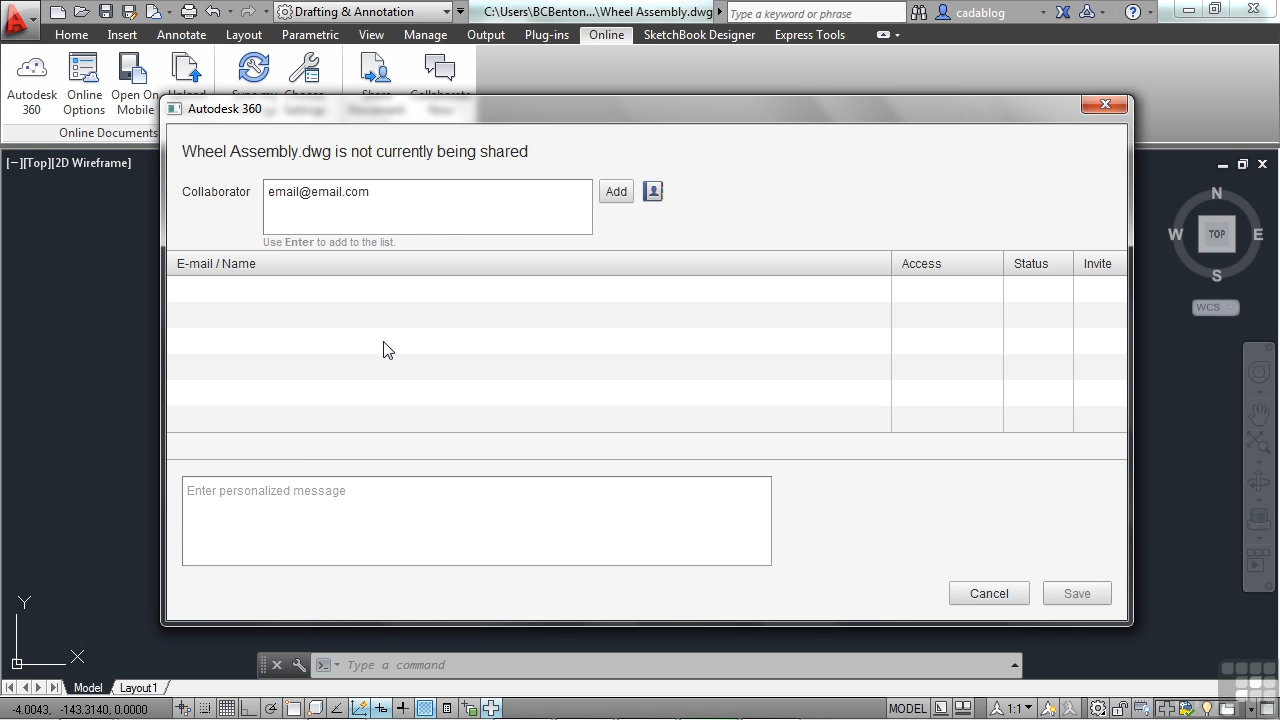 Drafting & Annotation
C:\Users\BCBenton...\Wheel Assembly.dwg
Type a keyword or phrase
cadablog
Home Insert Annotate Layout Parametric View Manage Output Plug-ins Online SketchBook Designer Express Tools
Autodesk 360
Online Options
Open On Mobile
Online Documents
Autodesk 360
[−][Top][2D Wireframe]
Wheel Assembly.dwg is not currently being shared
Collaborator
email@email.com
Add
Use Enter to add to the list.
E-mail / Name Access Status Invite
N
W TOP E
S
WCS
Enter personalized message
Cancel Save
Y
X
Type a command
Model Layout1
-4.0043, -143.3140, 0.0000
MODEL
1:1